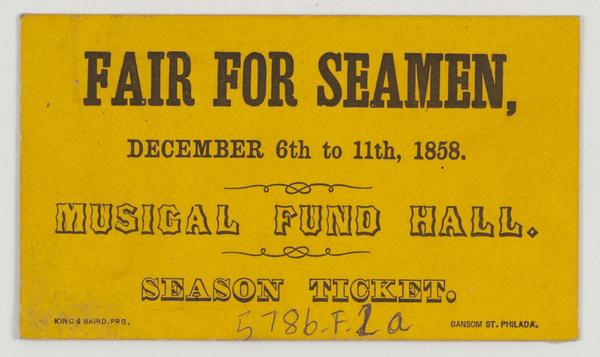 FAIR FOR SEAMEN,
DECEMBER 6th to 11th, 1858.
MUSICAL FUND HALL.
SEASON TICKET.
KING & BAIRD, PRS. 5786.F.2a SANSOM ST. PHILADA.